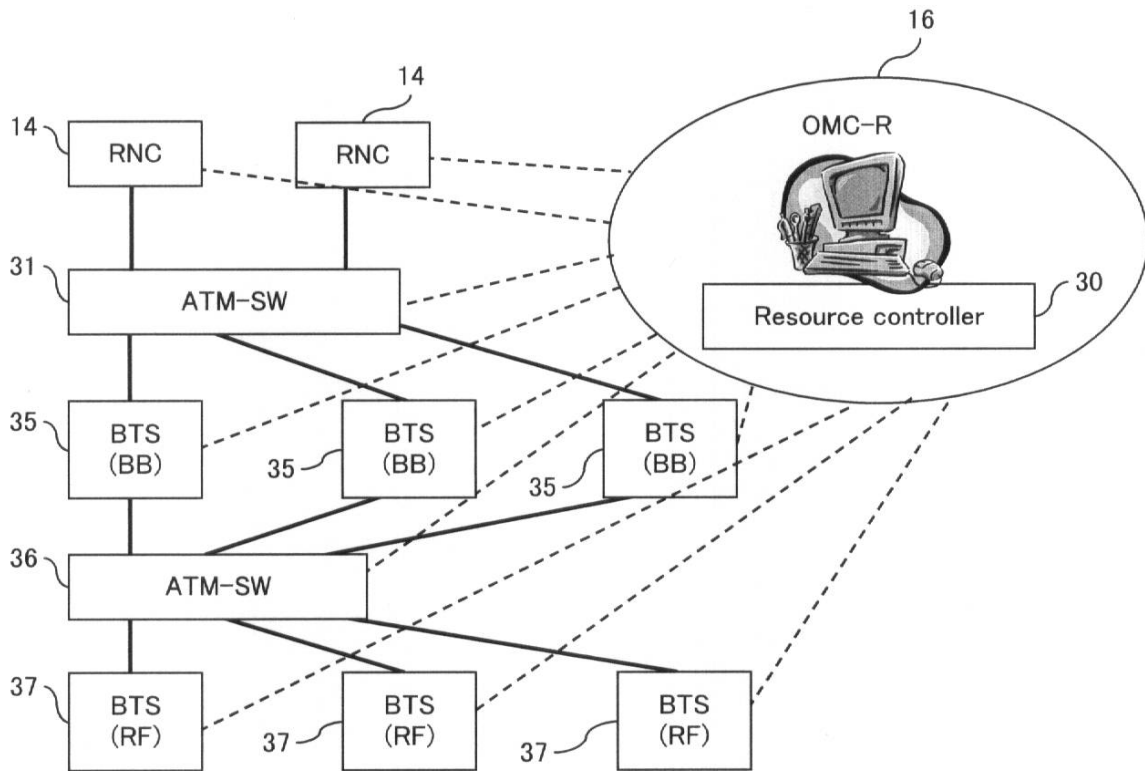 16
14
14
RNC
RNC
OMC-R
31
ATM-SW
30
Resource controller
35
BTS
(BB)
35
BTS
(BB)
35
BTS
(BB)
36
ATM-SW
37
BTS
(RF)
37
BTS
(RF)
37
BTS
(RF)